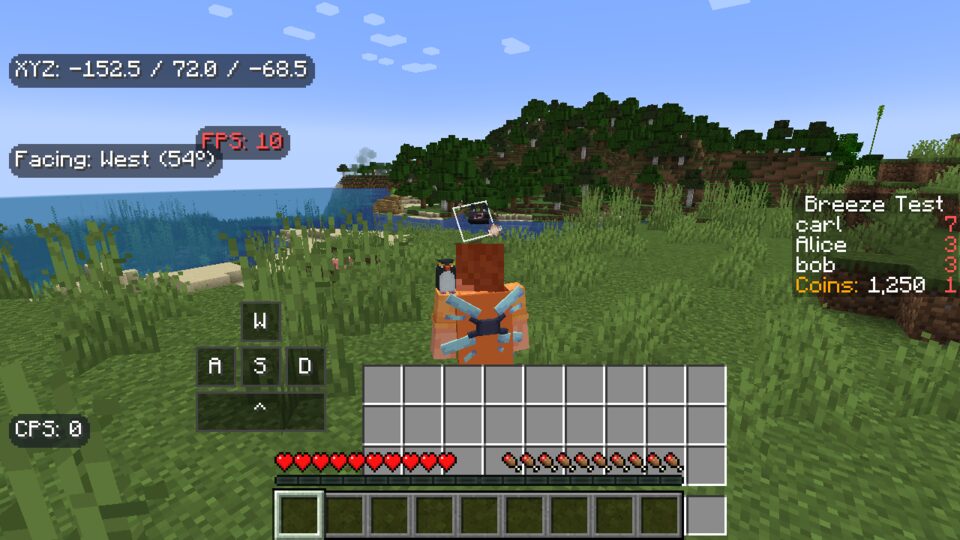 XYZ: -152.5 / 72.0 / -68.5
FPS: 10
Facing: West (54°)
Breeze Test
carl 7
Alice 3
bob 3
Coins: 1,250 1
W
A S D
^
CPS: 0